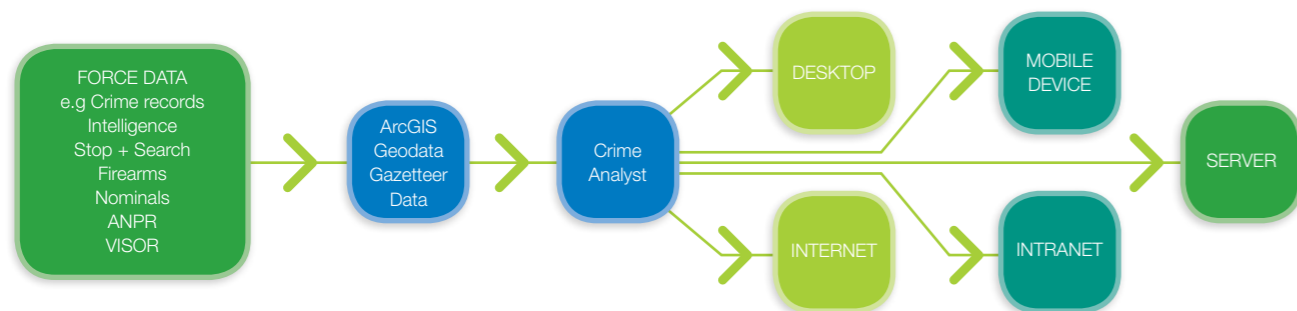 FORCE DATA
e.g Crime records
Intelligence
Stop + Search
Firearms
Nominals
ANPR
VISOR
ArcGIS
Geodata
Gazetteer
Data
Crime
Analyst
DESKTOP
INTERNET
MOBILE
DEVICE
INTRANET
SERVER